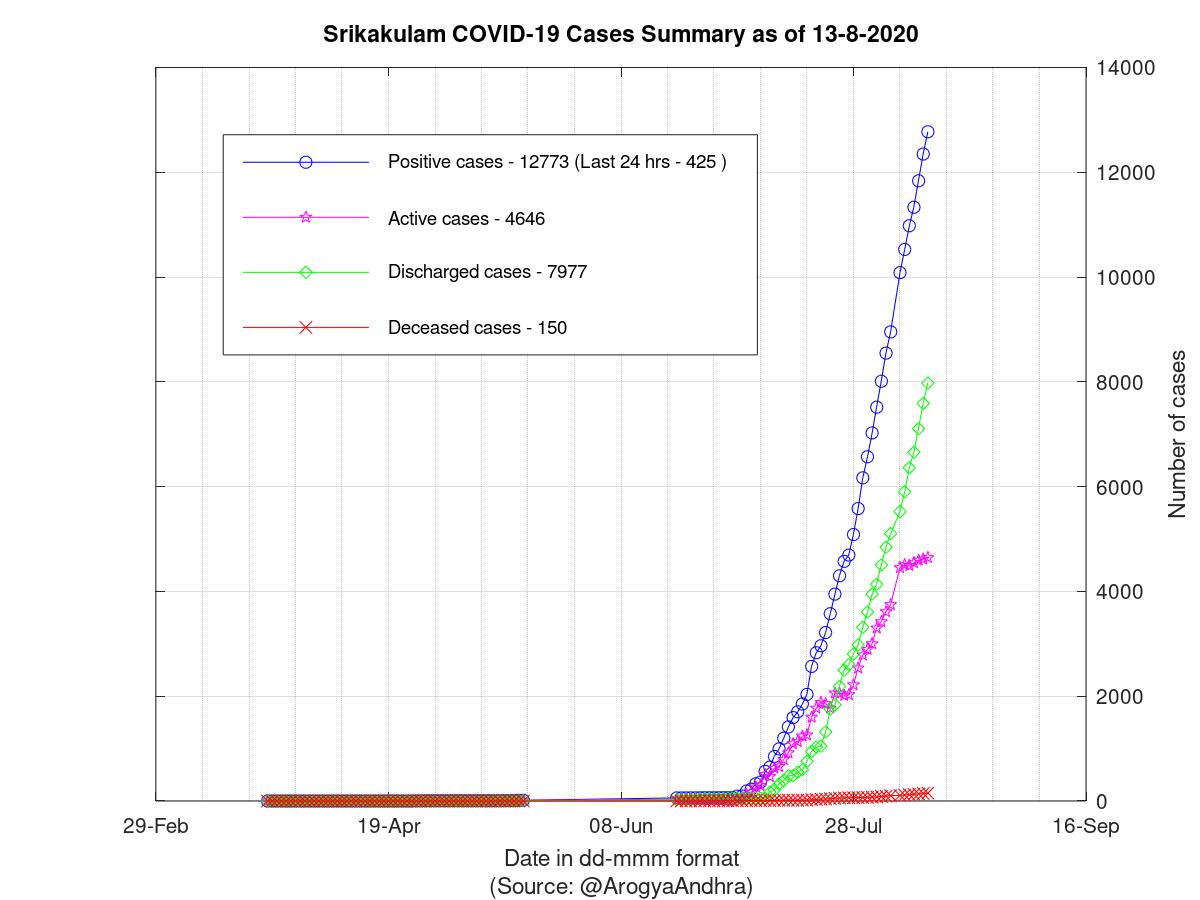 Srikakulam COVID-19 Cases Summary as of 13-8-2020
Positive cases - 12773 (Last 24 hrs - 425 )
Active cases - 4646
Discharged cases - 7977
Deceased cases - 150
14000
12000
10000
8000
6000
4000
2000
0
Number of cases
29-Feb
19-Apr
08-Jun
28-Jul
16-Sep
Date in dd-mmm format
(Source: @ArogyaAndhra)